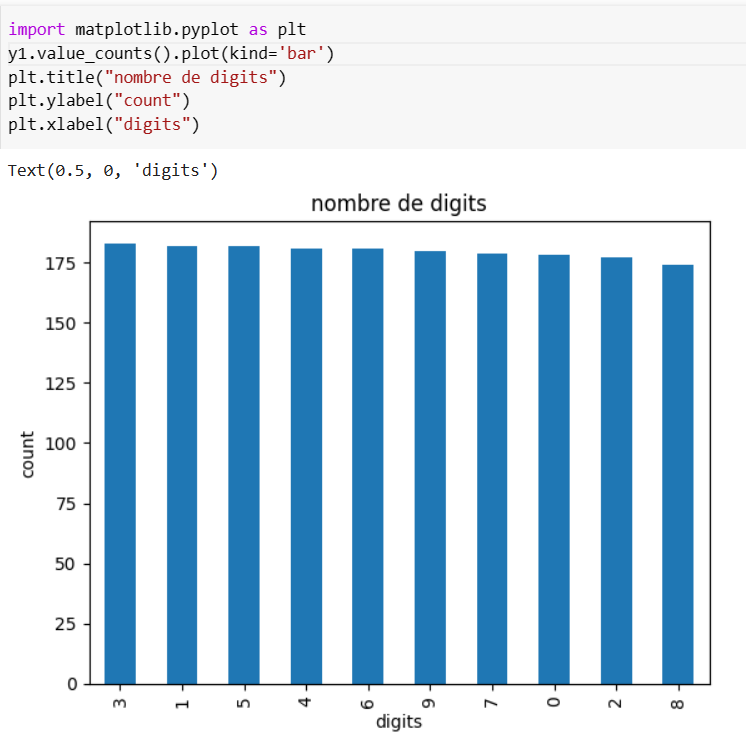 import matplotlib.pyplot as plt
y1.value_counts().plot(kind='bar')
plt.title("nombre de digits")
plt.ylabel("count")
plt.xlabel("digits")
Text(0.5, 0, 'digits')
nombre de digits
175
150
125
100
75
50
25
0
count
3 1 5 4 6 9 7 0 2 8
digits